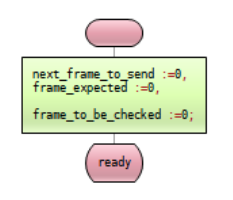 next_frame_to_send :=0,
frame_expected :=0,
frame_to_be_checked :=0;
ready